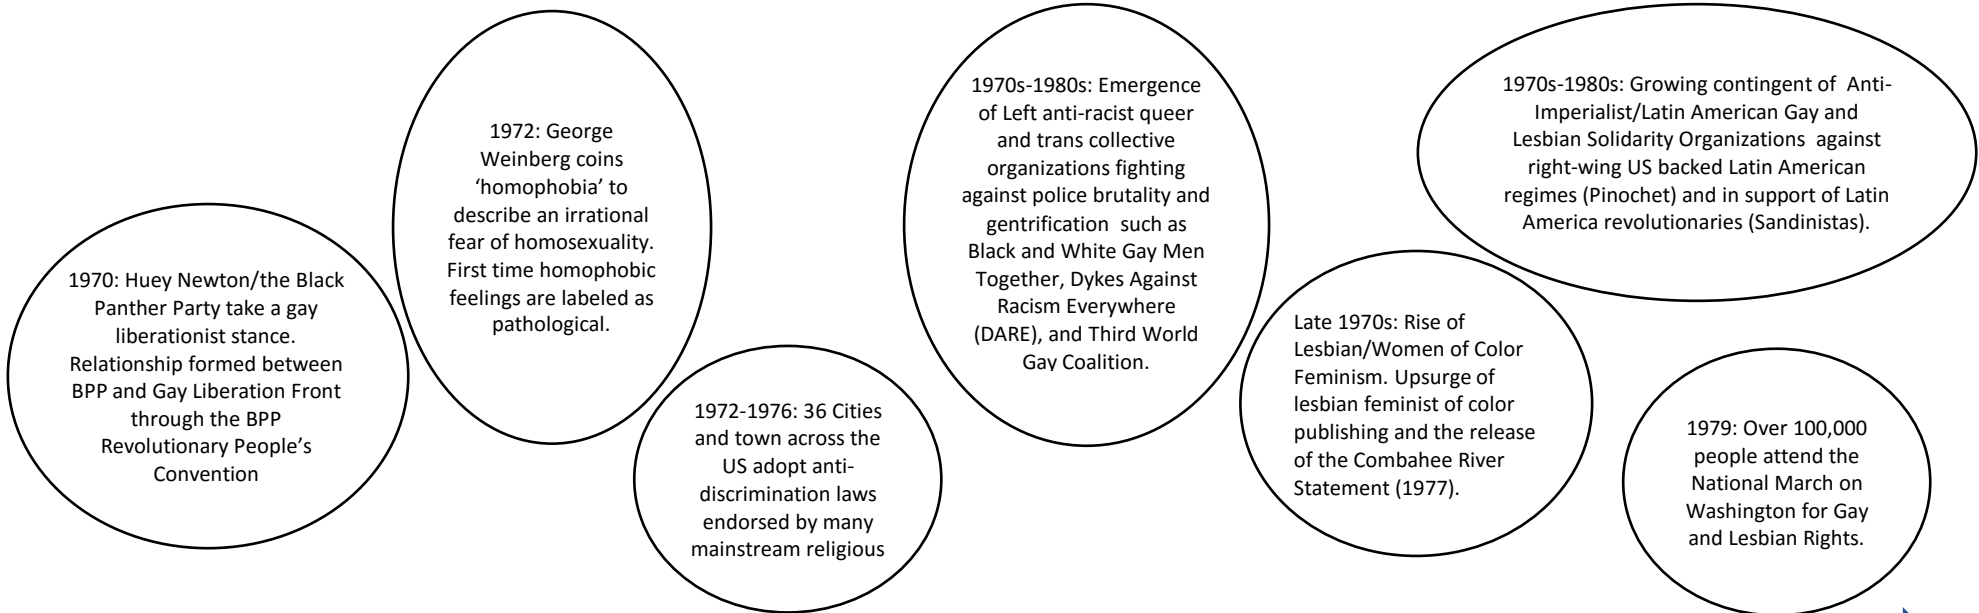 1970: Huey Newton/the Black
Panther Party take a gay
liberationist stance.
Relationship formed between
BPP and Gay Liberation Front
through the BPP
Revolutionary People's
Convention
1972: George
Weinberg coins
‘homophobia’ to
describe an irrational
fear of homosexuality.
First time homophobic
feelings are labeled as
pathological.
1972-1976: 36 Cities
and town across the
US adopt anti-
discrimination laws
endorsed by many
mainstream religious
1970s-1980s: Emergence
of Left anti-racist queer
and trans collective
organizations fighting
against police brutality and
gentrification such as
Black and White Gay Men
Together, Dykes Against
Racism Everywhere
(DARE), and Third World
Gay Coalition.
Late 1970s: Rise of
Lesbian/Women of Color
Feminism. Upsurge of
lesbian feminist of color
publishing and the release
of the Combahee River
Statement (1977).
1970s-1980s: Growing contingent of Anti-
Imperialist/Latin American Gay and
Lesbian Solidarity Organizations against
right-wing US backed Latin American
regimes (Pinochet) and in support of Latin
America revolutionaries (Sandinistas).
1979: Over 100,000
people attend the
National March on
Washington for Gay
and Lesbian Rights.